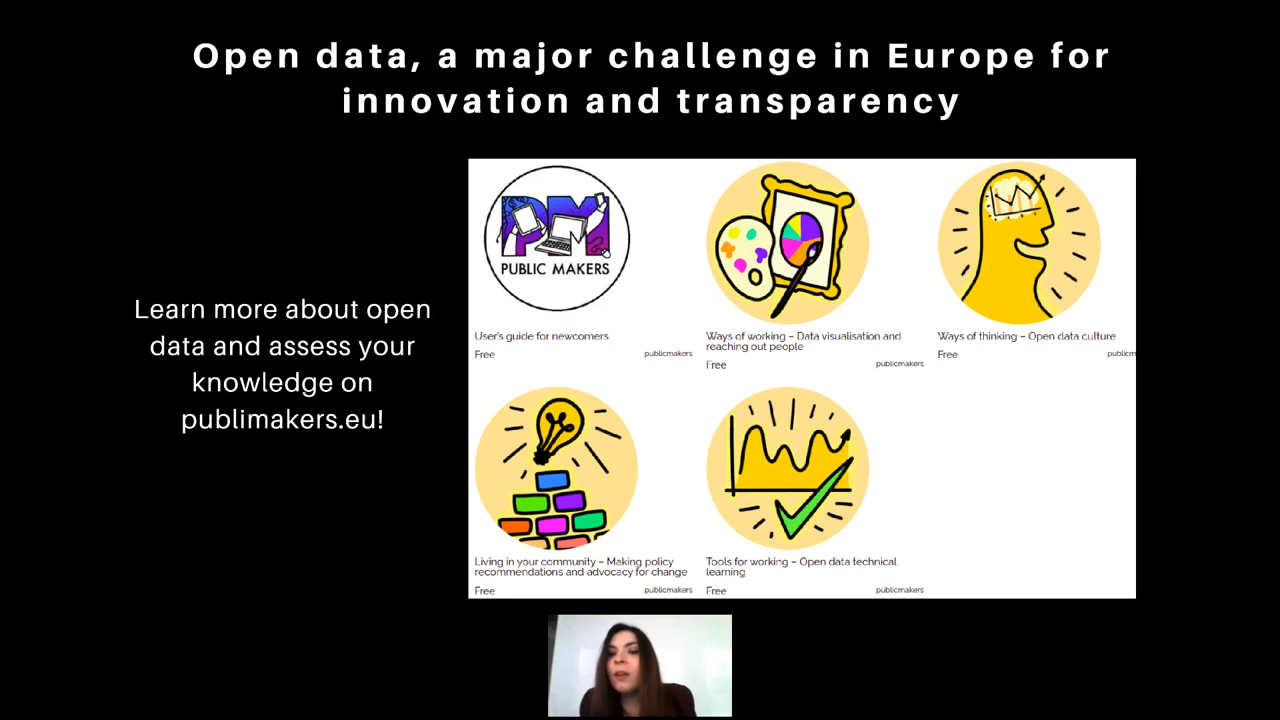 Open data, a major challenge in Europe for
innovation and transparency
Learn more about open
data and assess your
knowledge on
publimakers.eu!
PM
PUBLIC MAKERS
User's guide for newcomers
Free
publicmakers
Ways of working – Data visualisation and
reaching out people
Free
publicmakers
Ways of thinking – Open data culture
Free
publicm
Living in your community – Making policy
recommendations and advocacy for change
Free
publicmakers
Tools for working – Open data technical
learning
Free
publicmakers